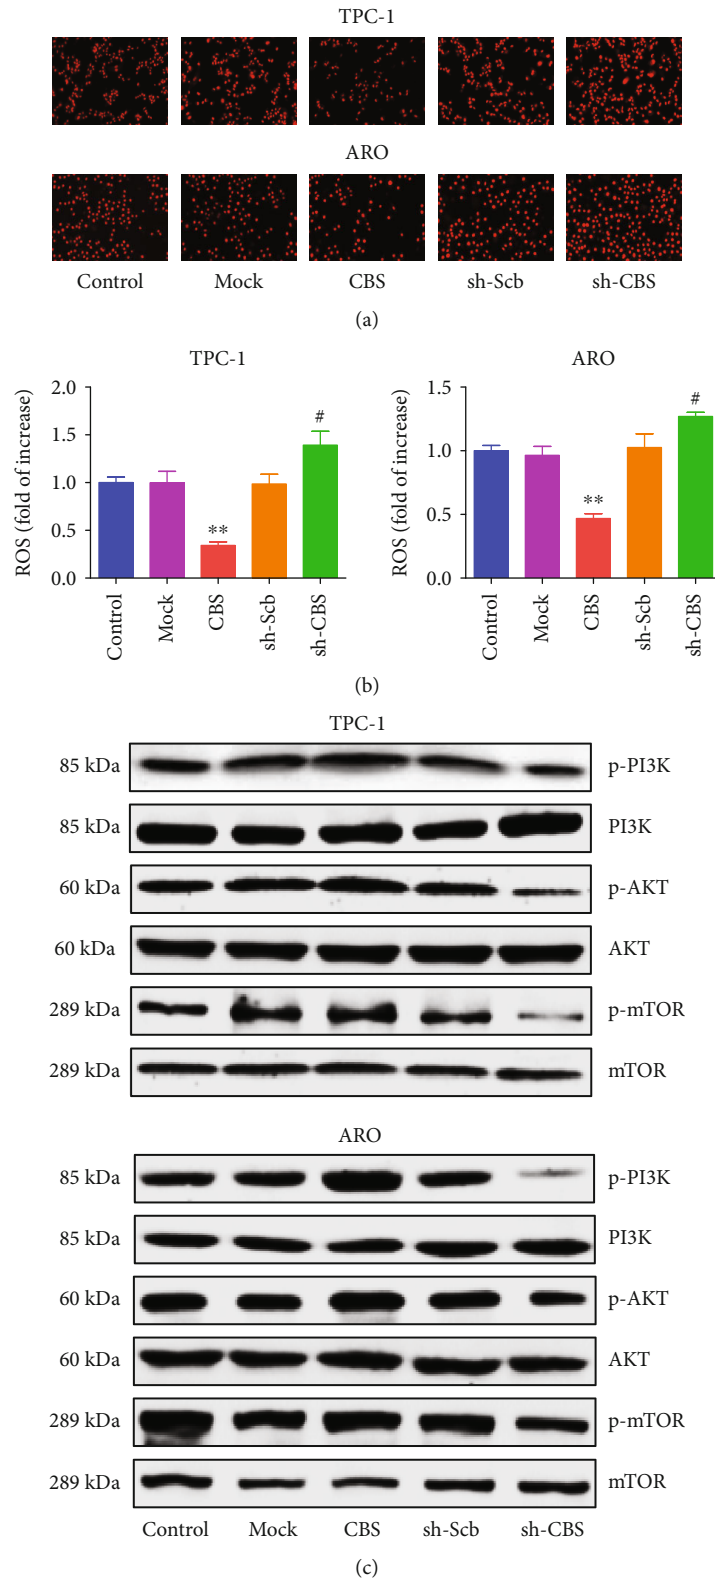 TPC-1
ARO
Control Mock CBS sh-Scb sh-CBS
(a)
TPC-1
ARO
ROS (fold of increase)
2.0
1.5
1.0
0.5
0.0
**
#
Control
Mock
CBS
sh-Scb
sh-CBS
ROS (fold of increase)
1.5
1.0
0.5
0.0
**
#
Control
Mock
CBS
sh-Scb
sh-CBS
(b)
TPC-1
85 kDa p-PI3K
85 kDa PI3K
60 kDa p-AKT
60 kDa AKT
289 kDa p-mTOR
289 kDa mTOR
ARO
85 kDa p-PI3K
85 kDa PI3K
60 kDa p-AKT
60 kDa AKT
289 kDa p-mTOR
289 kDa mTOR
Control Mock CBS sh-Scb sh-CBS
(c)